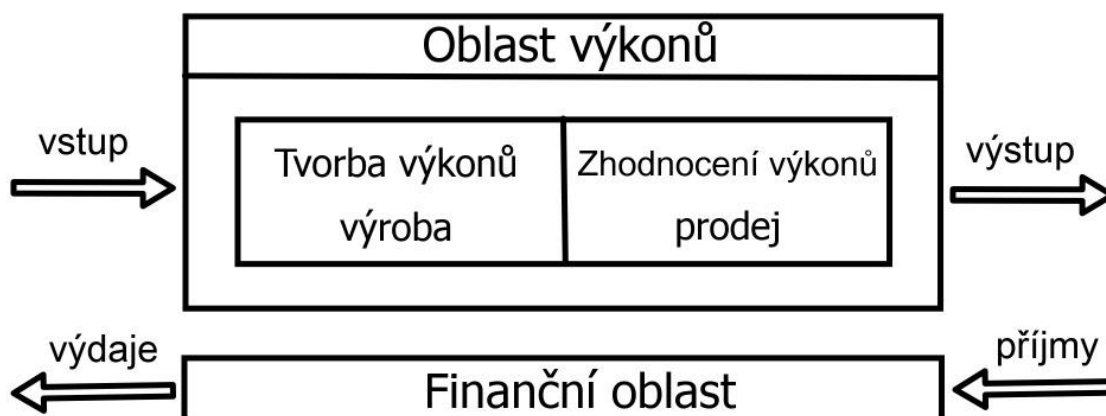 Oblast výkonů
vstup
Tvorba výkonů
výroba
Zhodnocení výkonů
prodej
výstup
výdaje
Finanční oblast
příjmy